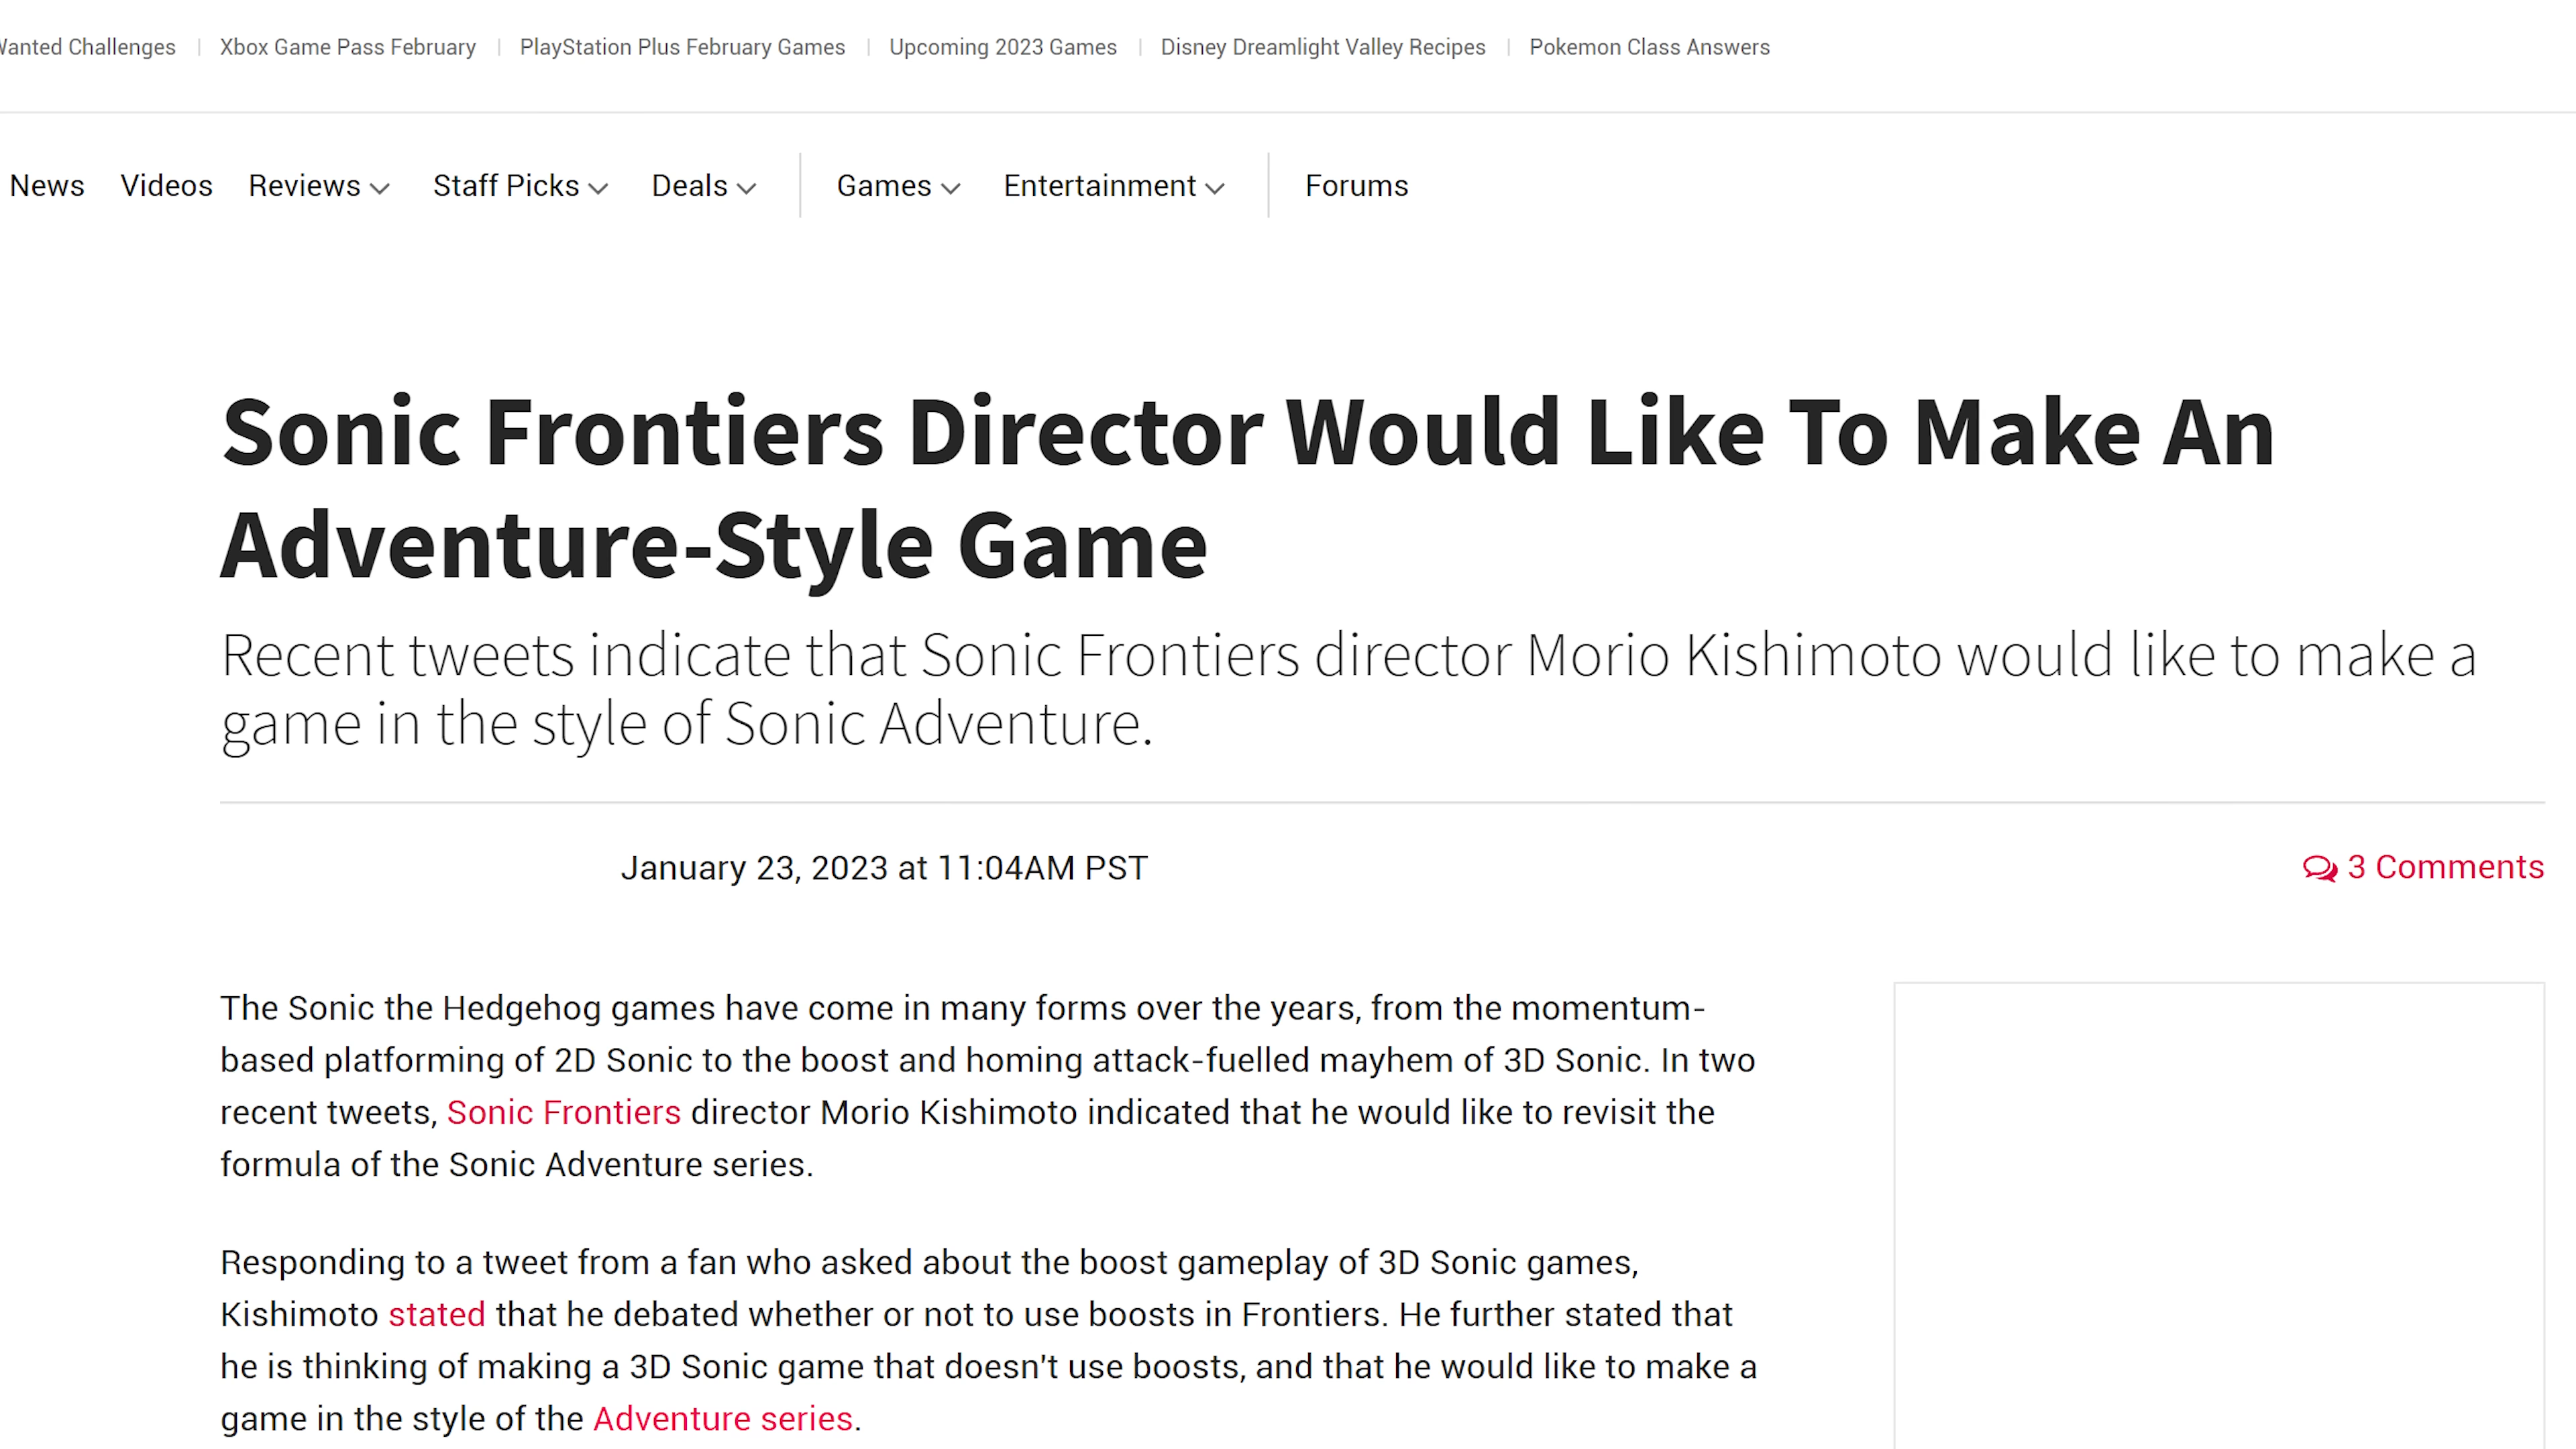 Wanted Challenges | Xbox Game Pass February | PlayStation Plus February Games | Upcoming 2023 Games | Disney Dreamlight Valley Recipes | Pokemon Class Answers
News Videos Reviews Staff Picks Deals Games Entertainment Forums
Sonic Frontiers Director Would Like To Make An
Adventure-Style Game
Recent tweets indicate that Sonic Frontiers director Morio Kishimoto would like to make a
game in the style of Sonic Adventure.
January 23, 2023 at 11:04AM PST
3 Comments
The Sonic the Hedgehog games have come in many forms over the years, from the momentum-
based platforming of 2D Sonic to the boost and homing attack-fuelled mayhem of 3D Sonic. In two
recent tweets, Sonic Frontiers director Morio Kishimoto indicated that he would like to revisit the
formula of the Sonic Adventure series.
Responding to a tweet from a fan who asked about the boost gameplay of 3D Sonic games,
Kishimoto stated that he debated whether or not to use boosts in Frontiers. He further stated that
he is thinking of making a 3D Sonic game that doesn't use boosts, and that he would like to make a
game in the style of the Adventure series.